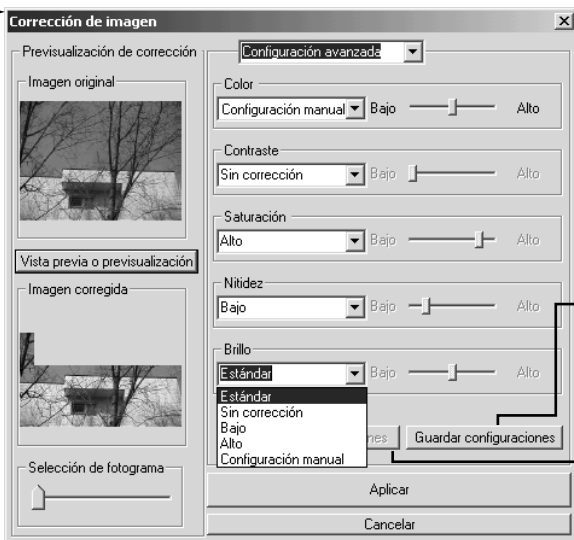 Corrección de imagen
Previsualización de corrección
Imagen original
Vista previa o previsualización
Imagen corregida
Selección de fotograma
Configuración avanzada
Color
Configuración manual Bajo Alto
Contraste
Sin corrección Bajo Alto
Saturación
Alto Bajo Alto
Nitidez
Bajo Bajo Alto
Brillo
Estándar Bajo Alto
Estándar
Sin corrección
Bajo
Alto
Configuración manual
Guardar configuraciones
Aplicar
Cancelar